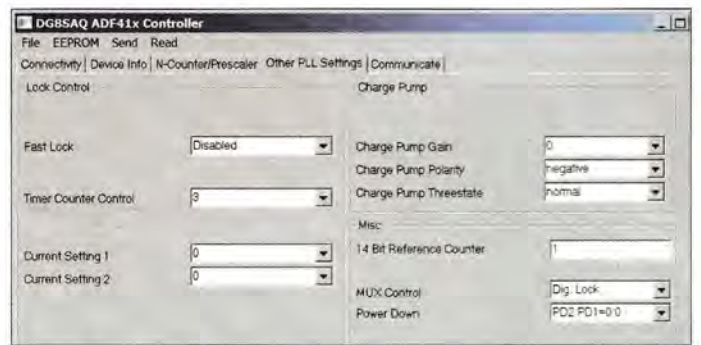 DG8SAQ ADF41x Controller
File EEPROM Send Read
Connectivity Device Info N-Counter/Prescaler Other PLL Settings Communicate
Lock Control
Fast Lock Disabled
Timer Counter Control 3
Current Setting 1 0
Current Setting 2 0
Charge Pump
Charge Pump Gain 0
Charge Pump Polarity negative
Charge Pump Threestate normal
Misc
14 Bit Reference Counter 1
MUX Control Dig. Lock
Power Down PD2 PD1=0:0